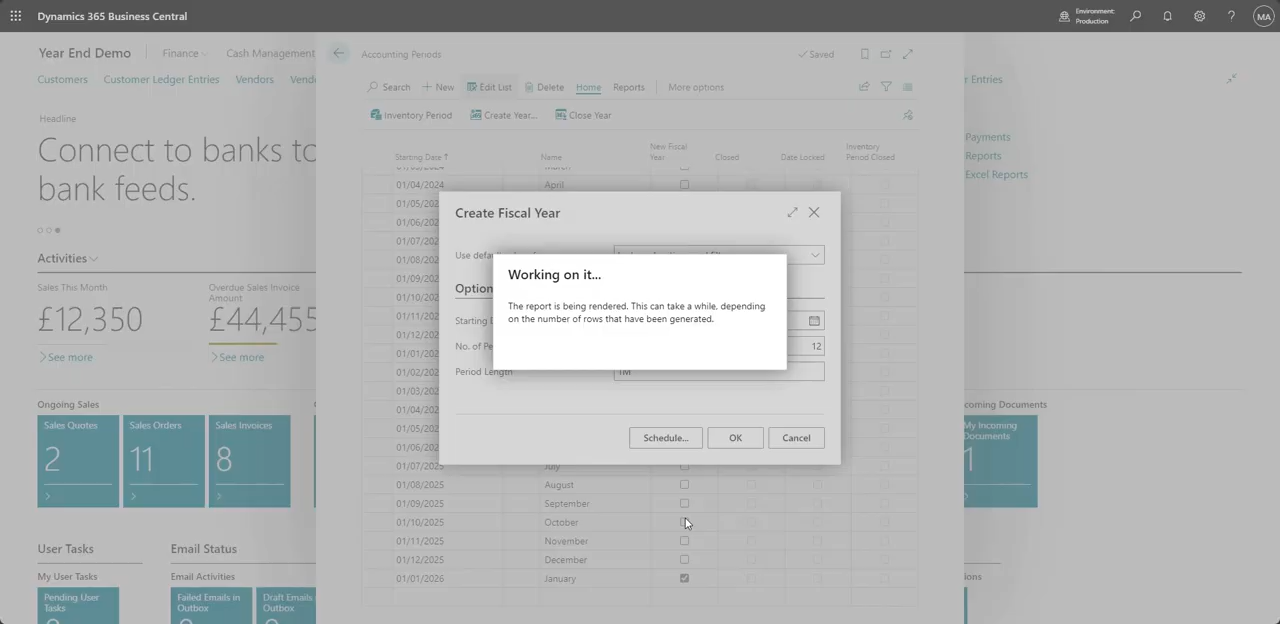 Dynamics 365 Business Central
Environment:
Production
MA
Year End Demo
Finance
Cash Management
Customers
Customer Ledger Entries
Vendors
Headline
Connect to banks to
bank feeds.
Activities
Sales This Month
£12,350
See more
Overdue Sales Invoice
Amount
£44,455
See more
Ongoing Sales
Sales Quotes
2
Sales Orders
11
Sales Invoices
8
User Tasks
My User Tasks
Pending User
Tasks
Email Status
Email Activities
Failed Emails in
Outbox
Draft Emails
Outbox
Accounting Periods
Saved
Search
New
Edit List
Delete
Home
Reports
More options
Inventory Period
Create Year...
Close Year
Starting Date
Name
New Fiscal
Year
Closed
Date Locked
Inventory
Period Closed
01/04/2024 April
Create Fiscal Year
Working on it...
The report is being rendered. This can take a while, depending
on the number of rows that have been generated.
12
Period Length
1M
Schedule...
OK
Cancel
July
01/08/2025 August
01/09/2025 September
01/10/2025 October
01/11/2025 November
01/12/2025 December
01/01/2026 January
Entries
Payments
Reports
Excel Reports
My Incoming
Documents
1